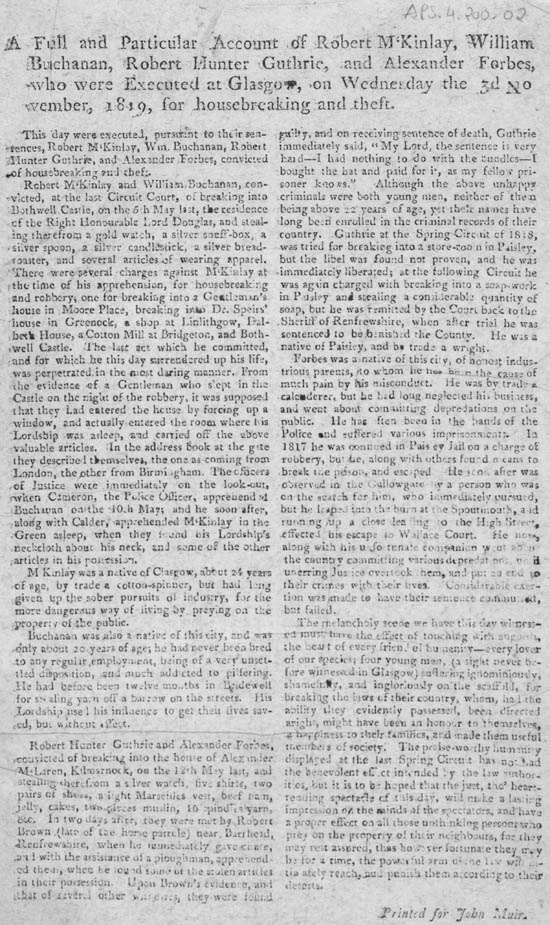 APS.4.200.02
A Full and Particular Account of Robert M'Kinlay, William
Buchanan, Robert Hunter Guthrie, and Alexander Forbes,
who were Executed at Glasgow, on Wednesday the 3d No
vember, 1819, for housebreaking and theft.
This day were executed, pursuant to their sen-
tences, Robert M'Kinlay, Wm. Buchanan, Robert
Hunter Guthrie, and Alexander Forbes, convicted
of housebreaking and theft.
Robert M'Kinlay and William Buchanan, con-
victed, at the last Circuit Court, of breaking into
Bothwell Castle, on the 5th May last, the residence
of the Right Honourable Lord Douglas, and steal-
ing therefrom a gold watch, a silver snuff-box, a
silver spoon, a silver candlestick, a silver bread-
toaster, and several articles of wearing apparel.
There were several charges against M'Kinlay at
the time of his apprehension, for housebreaking
and robbery; one for breaking into a Gentleman's
house in Moore Place, breaking into Dr. Speirs'
house in Greenock, a shop at Linlithgow, Dal-
beth House, a Cotton Mill at Bridgeton, and Both-
well Castle. The last act which he committed,
and for which he this day surrendered up his life,
was perpetrated in the most daring manner. From
the evidence of a Gentleman who slept in the
Castle on the night of the robbery, it was supposed
that they had entered the house by forcing up a
window, and actually entered the room where his
Lordship was asleep, and carried off the above
valuable articles. In the address book at the gate
they describe themselves, the one as coming from
London, the other from Birmingham. The officers
of Justice were immediately on the look-out,
when Cameron, the Police Officer, apprehended
Buchanan on the 10th May; and he soon after,
along with Calder, apprehended M'Kinlay in the
Green asleep, when they found his Lordship's
neckcloth about his neck, and some of the other
articles in his possession.
M'Kinlay was a native of Glasgow, about 24 years
of age, by trade a cotton-spinner, but had long
given up the sober pursuits of industry, for the
more dangerous way of living by preying on the
property of the public.
Buchanan was also a native of this city, and was
only about 20 years of age; he had never been bred
to any regular employment, being of a very unset-
tled disposition, and much addicted to pilfering.
He had before been twelve months in Bridewell
for stealing yarn off a barrow on the streets. His
Lordship used his influence to get their lives sav-
ed, but without effect.
Robert Hunter Guthrie and Alexander Forbes,
convicted of breaking into the house of Alexander
M'Laren, Kilmarnock, on the 12th May last, and
stealing therefrom a silver watch, five shirts, two
pairs of shoes, a light Marseilles vest, beef ham,
jelly, cakes, two pieces muslin, 16 spindles yarn
&c. In two days after, they were met by Robert
Brown (late of the horse patrole) near Barrhead,
Renfrewshire, when he immediately gave chase,
and with the assistance of a ploughman, apprehend-
ed them, when he found some of the stolen articles
in their possession. Upon Brown's evidence, and
that of several other witnesses, they were found
guilty, and on receiving sentence of death, Guthrie
immediately said, "My Lord, the sentence is very
hard—I had nothing to do with the candles—I
bought the hat and paid for it, as my fellow pris-
oner knows." Although the above unhappy
criminals were both young men, neither of them
being above 22 years of age, yet their names have
long been enrolled in the criminal records of their
country. Guthrie at the Spring Circuit of 1818,
was tried for breaking into a store-room in Paisley,
but the libel was found not proven, and he was
immediately liberated; at the following Circuit he
was again charged with breaking into a soap-work
in Paisley and stealing a considerable quantity of
soap, but he was remitted by the Court back to the
Sheriff of Renfrewshire, when after trial he was
sentenced to be banished the County. He was a
native of Paisley, and to trade a wright.
Forbes was a native of this city, of honest indus-
trious parents, to whom he has been the cause of
much pain by his misconduct. He was by trade a
calenderer, but he had long neglected his business,
and went about committing depredations on the
public. He has often been in the hands of the
Police and suffered various imprisonments. In
1817 he was confined in Paisley Jail on a charge of
robbery, but he, along with others found means to
break the prison, and escaped. He soon after was
observed in the Gallowgate by a person who was
on the search for him, who immediately pursued,
but he leaped into the burn at the Spoutmouth, and
running up a close leading to the High Street,
effected his escape to Wallace Court. He now,
along with his unfortunate companion went about
the country committing various depredations, until
unerring Justice overtook them, and put an end to
their crimes with their lives. Considerable exer-
tion was made to have their sentence commuted,
but failed.
The melancholy scene we have this day witness-
ed must have the effect of touching with anguish,
the heart of every friend of humanity—every lover
of our species; four young men, (a sight never be-
fore witnessed in Glasgow) suffering ignominiously,
shameful, and ingloriously on the scaffold, for
breaking the laws of their country, whom, had the
ability they evidently possessed, been directed
aright, might have been an honour to themselves,
a happiness to their families, and made them useful
members of society. The praise-worthy humanity
displayed at the last Spring Circuit has not had
the benevolent effect intended by the law author-
ities, but it is to be hoped that the just, tho' heart-
rending spectacle of this day, will make a lasting
impression on the minds of the spectators, and have
a proper effect on all those unthinking persons who
prey on the property of their neighbours, for they
may rest assured, that however fortunate they may
be for a time, the powerful arm of the law will ul-
timately reach, and punish them according to their
deserts.
Printed for John Muir.